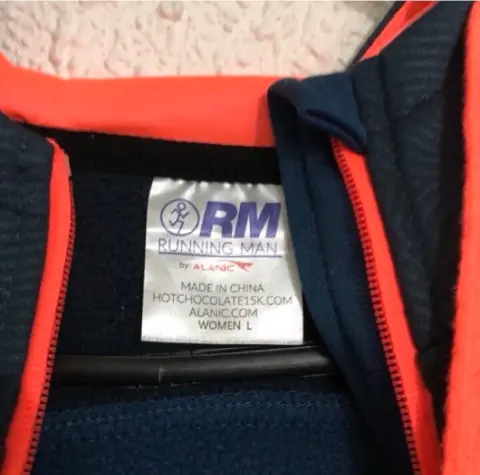 RM
RUNNING MAN
by ALANIC
MADE IN CHINA
HOTCHOCOLATE15K.COM
ALANIC.COM
WOMEN L